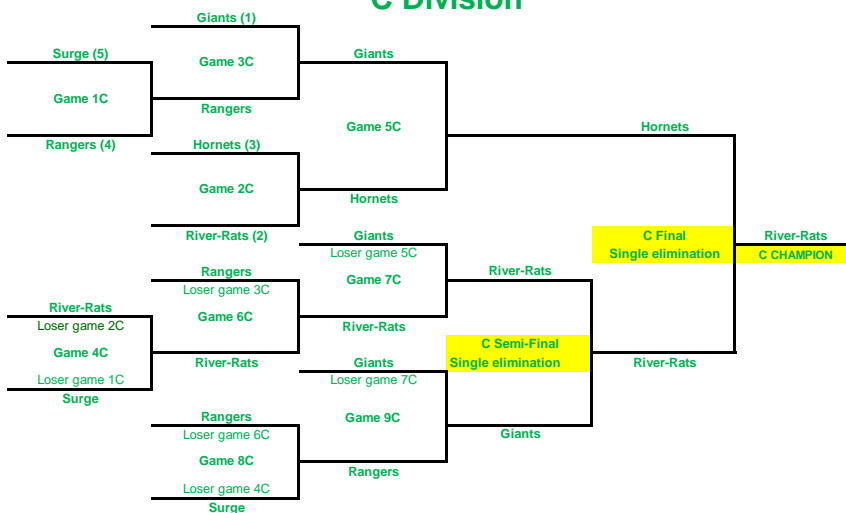 C Division
Giants (1)
Surge (5)
Game 3C
Giants
Game 1C
Rangers
Game 5C
Hornets
Rangers (4)
Hornets (3)
Game 2C
Hornets
River-Rats (2)
Giants
C Final
River-Rats
Loser game 5C
Single elimination
C CHAMPION
Rangers
Game 7C
River-Rats
Loser game 3C
River-Rats
Game 6C
Loser game 2C
River-Rats
Game 4C
C Semi-Final
River-Rats
Giants
Single elimination
River-Rats
Loser game 1C
Loser game 7C
Surge
Rangers
Game 9C
Loser game 6C
Giants
Game 8C
Rangers
Loser game 4C
Surge